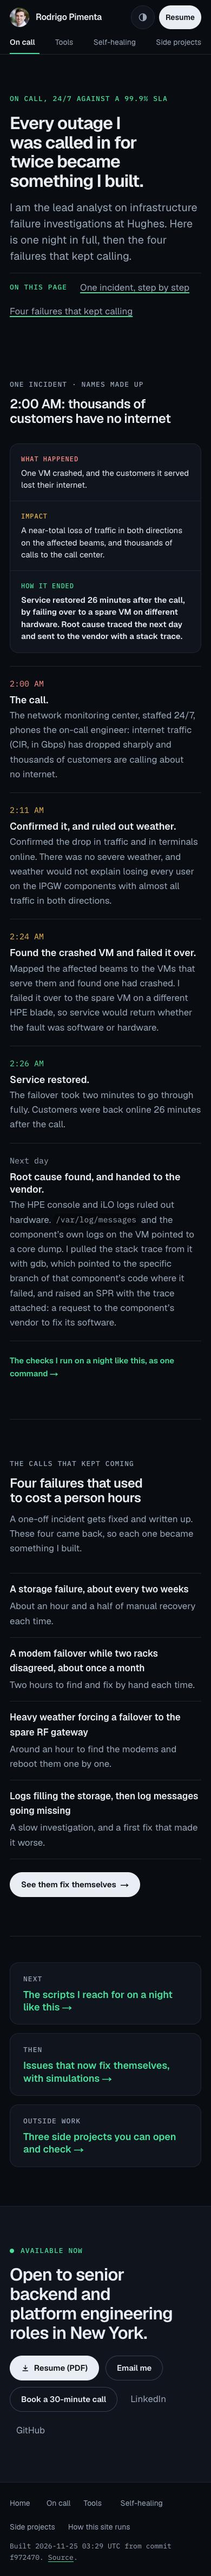 Rodrigo Pimenta
Resume
On call
Tools
Self-healing
Side projects
ON CALL, 24/7 AGAINST A 99.9% SLA
Every outage I
was called in for
twice became
something I built.
I am the lead analyst on infrastructure
failure investigations at Hughes. Here
is one night in full, then the four
failures that kept calling.
ON THIS PAGE One incident, step by step
Four failures that kept calling
ONE INCIDENT · NAMES MADE UP
2:00 AM: thousands of
customers have no internet
WHAT HAPPENED
One VM crashed, and the customers it served
lost their internet.
IMPACT
A near-total loss of traffic in both directions
on the affected beams, and thousands of
calls to the call center.
HOW IT ENDED
Service restored 26 minutes after the call,
by failing over to a spare VM on different
hardware. Root cause traced the next day
and sent to the vendor with a stack trace.
2:00 AM
The call.
The network monitoring center, staffed 24/7,
phones the on-call engineer: internet traffic
(CIR, in Gbps) has dropped sharply and
thousands of customers are calling about
no internet.
2:11 AM
Confirmed it, and ruled out weather.
Confirmed the drop in traffic and in terminals
online. There was no severe weather, and
weather would not explain losing every user
on the IPGW components with almost all
traffic in both directions.
2:24 AM
Found the crashed VM and failed it over.
Mapped the affected beams to the VMs that
serve them and found one had crashed. I
failed it over to the spare VM on a different
HPE blade, so service would return whether
the fault was software or hardware.
2:26 AM
Service restored.
The failover took two minutes to go through
fully. Customers were back online 26 minutes
after the call.
Next day
Root cause found, and handed to the
vendor.
The HPE console and iLO logs ruled out
hardware. /var/log/messages and the
component's own logs on the VM pointed to
a core dump. I pulled the stack trace from it
with gdb, which pointed to the specific
branch of that component's code where it
failed, and raised an SPR with the trace
attached: a request to the component's
vendor to fix its software.
The checks I run on a night like this, as one
command →
THE CALLS THAT KEPT COMING
Four failures that used
to cost a person hours
A one-off incident gets fixed and written up.
These four came back, so each one became
something I built.
A storage failure, about every two weeks
About an hour and a half of manual recovery
each time.
A modem failover while two racks
disagreed, about once a month
Two hours to find and fix by hand each time.
Heavy weather forcing a failover to the
spare RF gateway
Around an hour to find the modems and
reboot them one by one.
Logs filling the storage, then log messages
going missing
A slow investigation, and a first fix that made
it worse.
See them fix themselves →
NEXT
The scripts I reach for on a night
like this →
THEN
Issues that now fix themselves,
with simulations →
OUTSIDE WORK
Three side projects you can open
and check →
AVAILABLE NOW
Open to senior
backend and
platform engineering
roles in New York.
Resume (PDF)
Email me
Book a 30-minute call
LinkedIn
GitHub
Home
On call
Tools
Self-healing
Side projects
How this site runs
Built 2026-11-25 03:29 UTC from commit
f972470. Source.